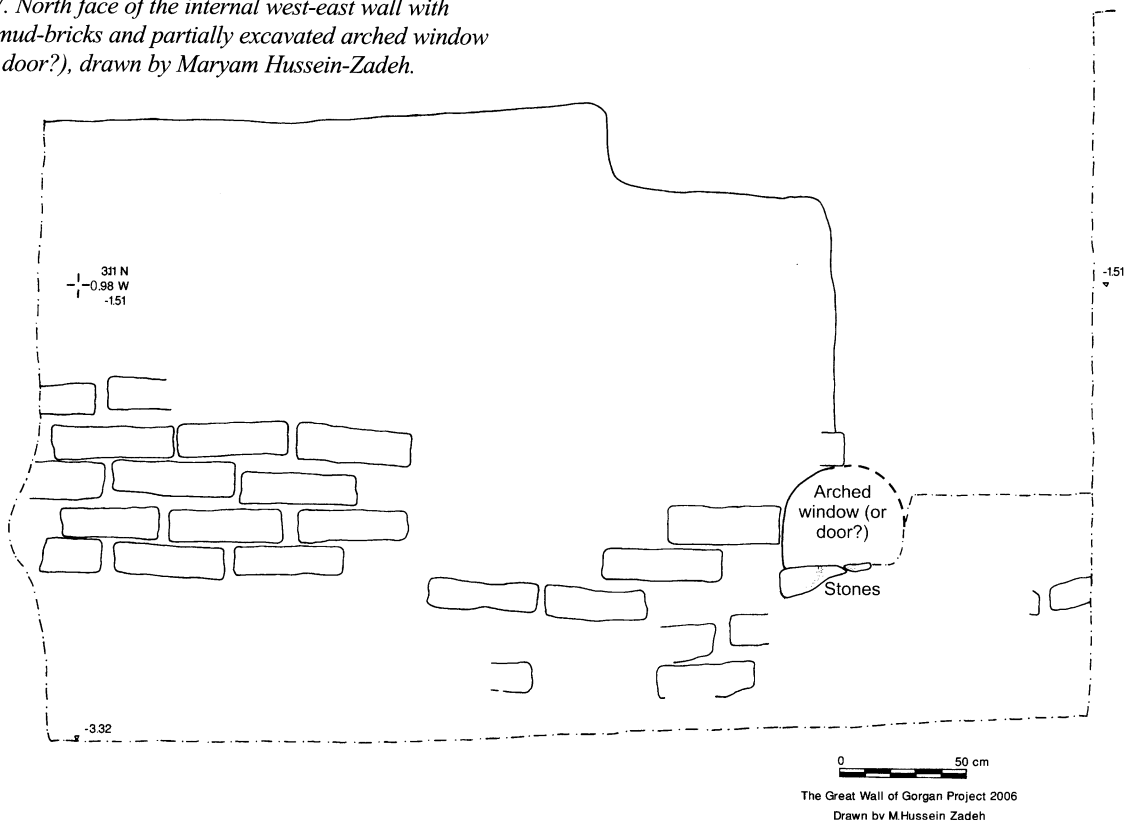 7. North face of the internal west-east wall with
mud-bricks and partially excavated arched window
door?), drawn by Maryam Hussein-Zadeh.
311 N
0.98 W
-1.51
-1.51
Arched
window (or
door?)
Stones
-3.32
0 50 cm
The Great Wall of Gorgan Project 2006
Drawn by M.Hussein Zadeh